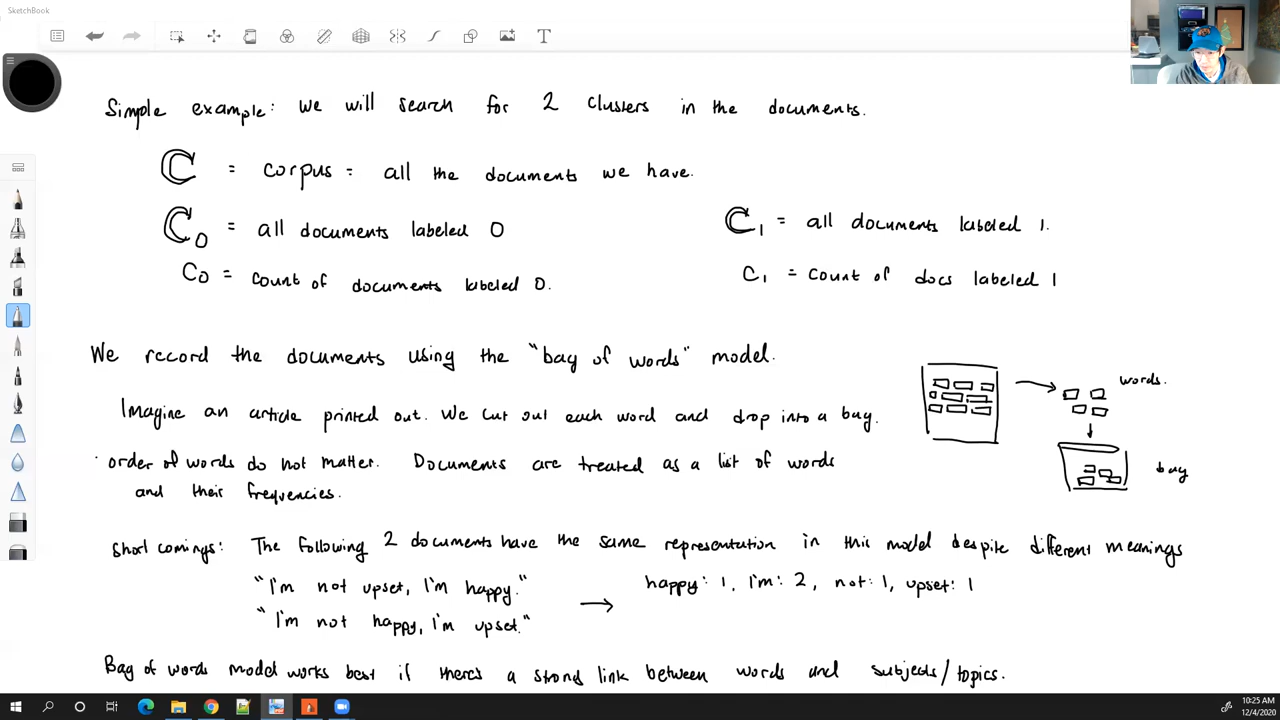 SketchBook
Simple example: We will search for 2 clusters in the documents.
ℂ = corpus = all the documents we have.
ℂ₀ = all documents labeled 0
ℂ₁ = all documents labeled 1.
C₀ = count of documents labeled 0.
C₁ = count of docs labeled 1
We record the documents using the "bag of words" model.
words.
Imagine an article printed out. We cut out each word and drop into a bag.
bag
order of words do not matter. Documents are treated as a list of words
and their frequencies.
Short comings: The following 2 documents have the same representation in this model despite different meanings
"I'm not upset, I'm happy." → happy: 1, I'm: 2, not: 1, upset: 1
"I'm not happy, I'm upset."
Bag of words model works best if there's a strong link between words and subjects/topics.
10:25 AM
12/4/2020